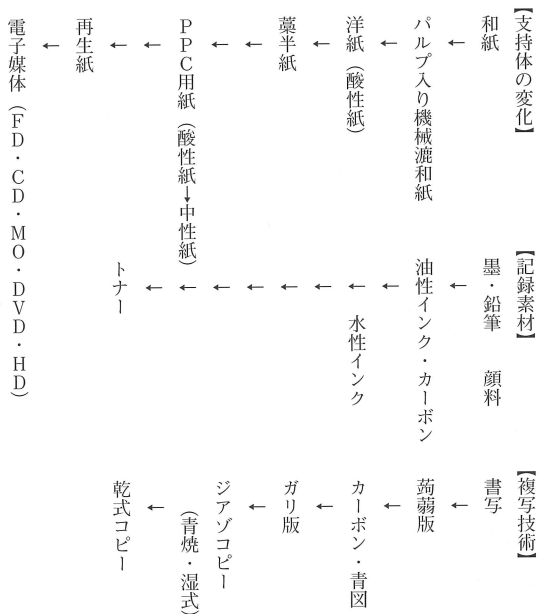 【支持体の変化】
和紙
パルプ入り機械漉和紙
洋紙(酸性紙)
藁半紙
PPC用紙(酸性紙→中性紙)
再生紙
電子媒体(FD・CD・MO・DVD・HD)
【記録素材】
墨・鉛筆 顔料
油性インク・カーボン
水性インク
トナー
【複写技術】
書写
蒟蒻版
カーボン・青図
ガリ版
ジアゾコピー
(青焼・湿式)
乾式コピー